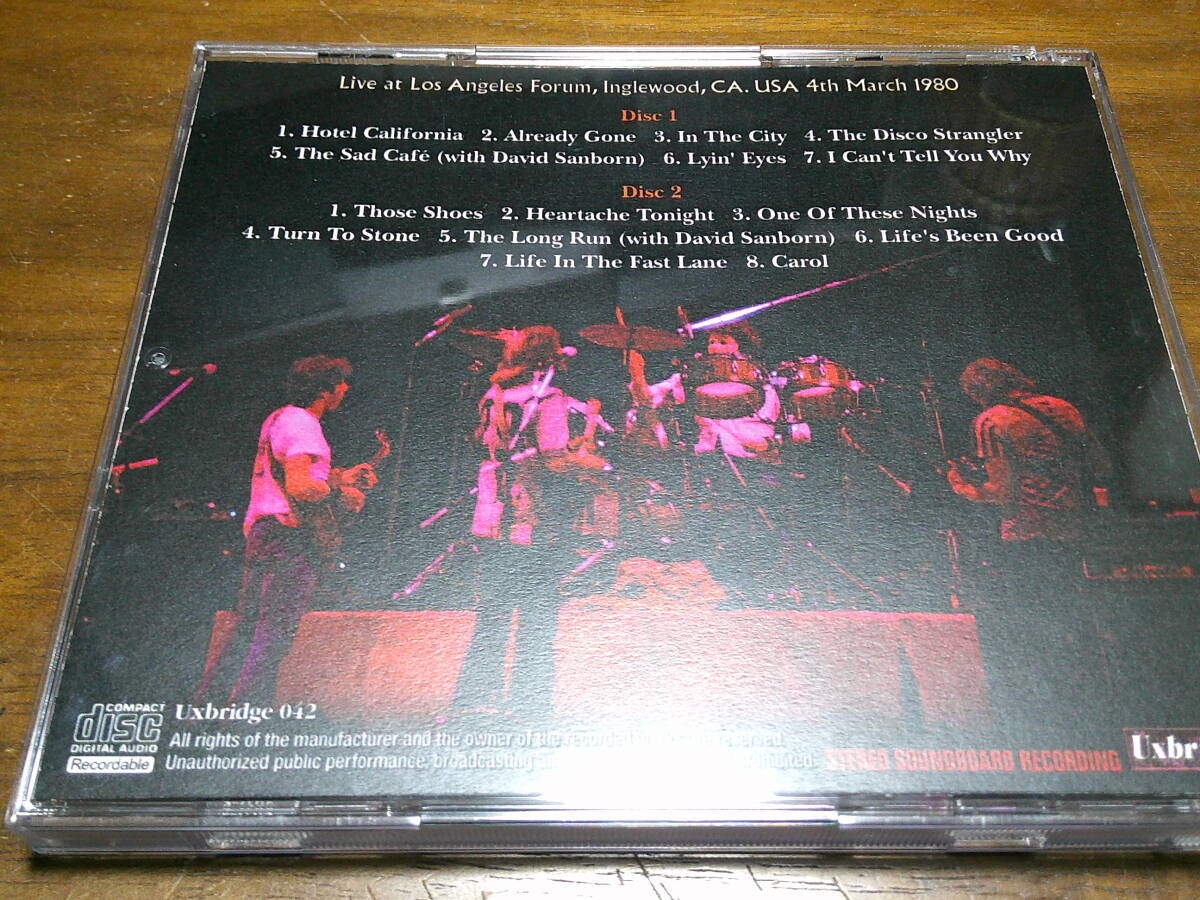 Live at Los Angeles Forum, Inglewood, CA. USA 4th March 1980
Disc 1
1. Hotel California 2. Already Gone 3. In The City 4. The Disco Strangler
5. The Sad Café (with David Sanborn) 6. Lyin' Eyes 7. I Can't Tell You Why
Disc 2
1. Those Shoes 2. Heartache Tonight 3. One Of These Nights
4. Turn To Stone 5. The Long Run (with David Sanborn) 6. Life's Been Good
7. Life In The Fast Lane 8. Carol
COMPACT
disc
DIGITAL AUDIO
Recordable
Uxbridge 042
All rights of the manufacturer and the owner of the recorded reserved.
Unauthorized public performance, broadcasting
STEREO SOUNDBOARD RECORDING
Uxbr